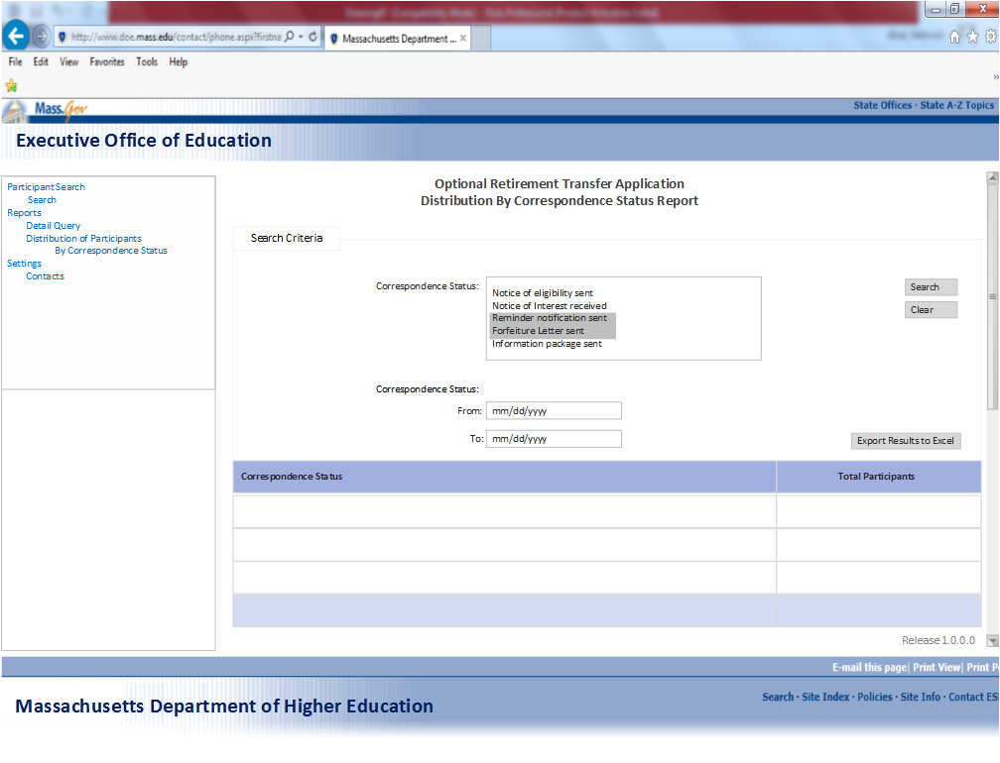 http://www.doe.mass.edu/contact/phone.aspx?firstna
Massachusetts Department ...
File Edit View Favorites Tools Help
Mass.Gov
State Offices · State A-Z Topics
Executive Office of Education
Participant Search
Search
Reports
Detail Query
Distribution of Participants
By Correspondence Status
Settings
Contacts
Optional Retirement Transfer Application
Distribution By Correspondence Status Report
Search Criteria
Correspondence Status:
Notice of eligibility sent
Notice of Interest received
Reminder notification sent
Forfeiture Letter sent
Information package sent
Search
Clear
Correspondence Status:
From: mm/dd/yyyy
To: mm/dd/yyyy
Export Results to Excel
Correspondence Status Total Participants
Release 1.0.0.0
E-mail this page| Print View| Print P
Massachusetts Department of Higher Education
Search · Site Index · Policies · Site Info · Contact ES